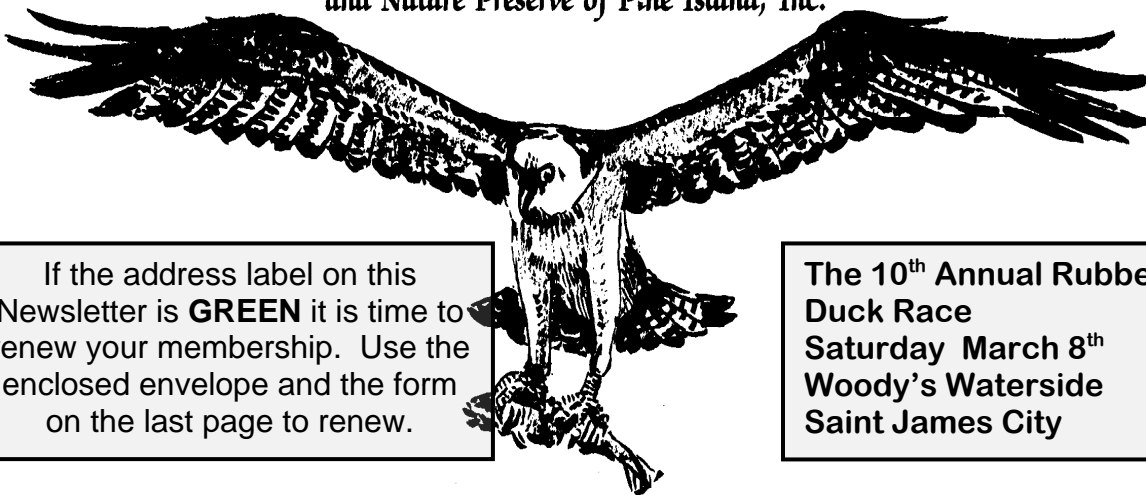 and Nature Preserve of Pine Island, Inc.
If the address label on this
Newsletter is GREEN it is time to
renew your membership. Use the
enclosed envelope and the form
on the last page to renew.
The 10th Annual Rubbe
Duck Race
Saturday March 8th
Woody's Waterside
Saint James City